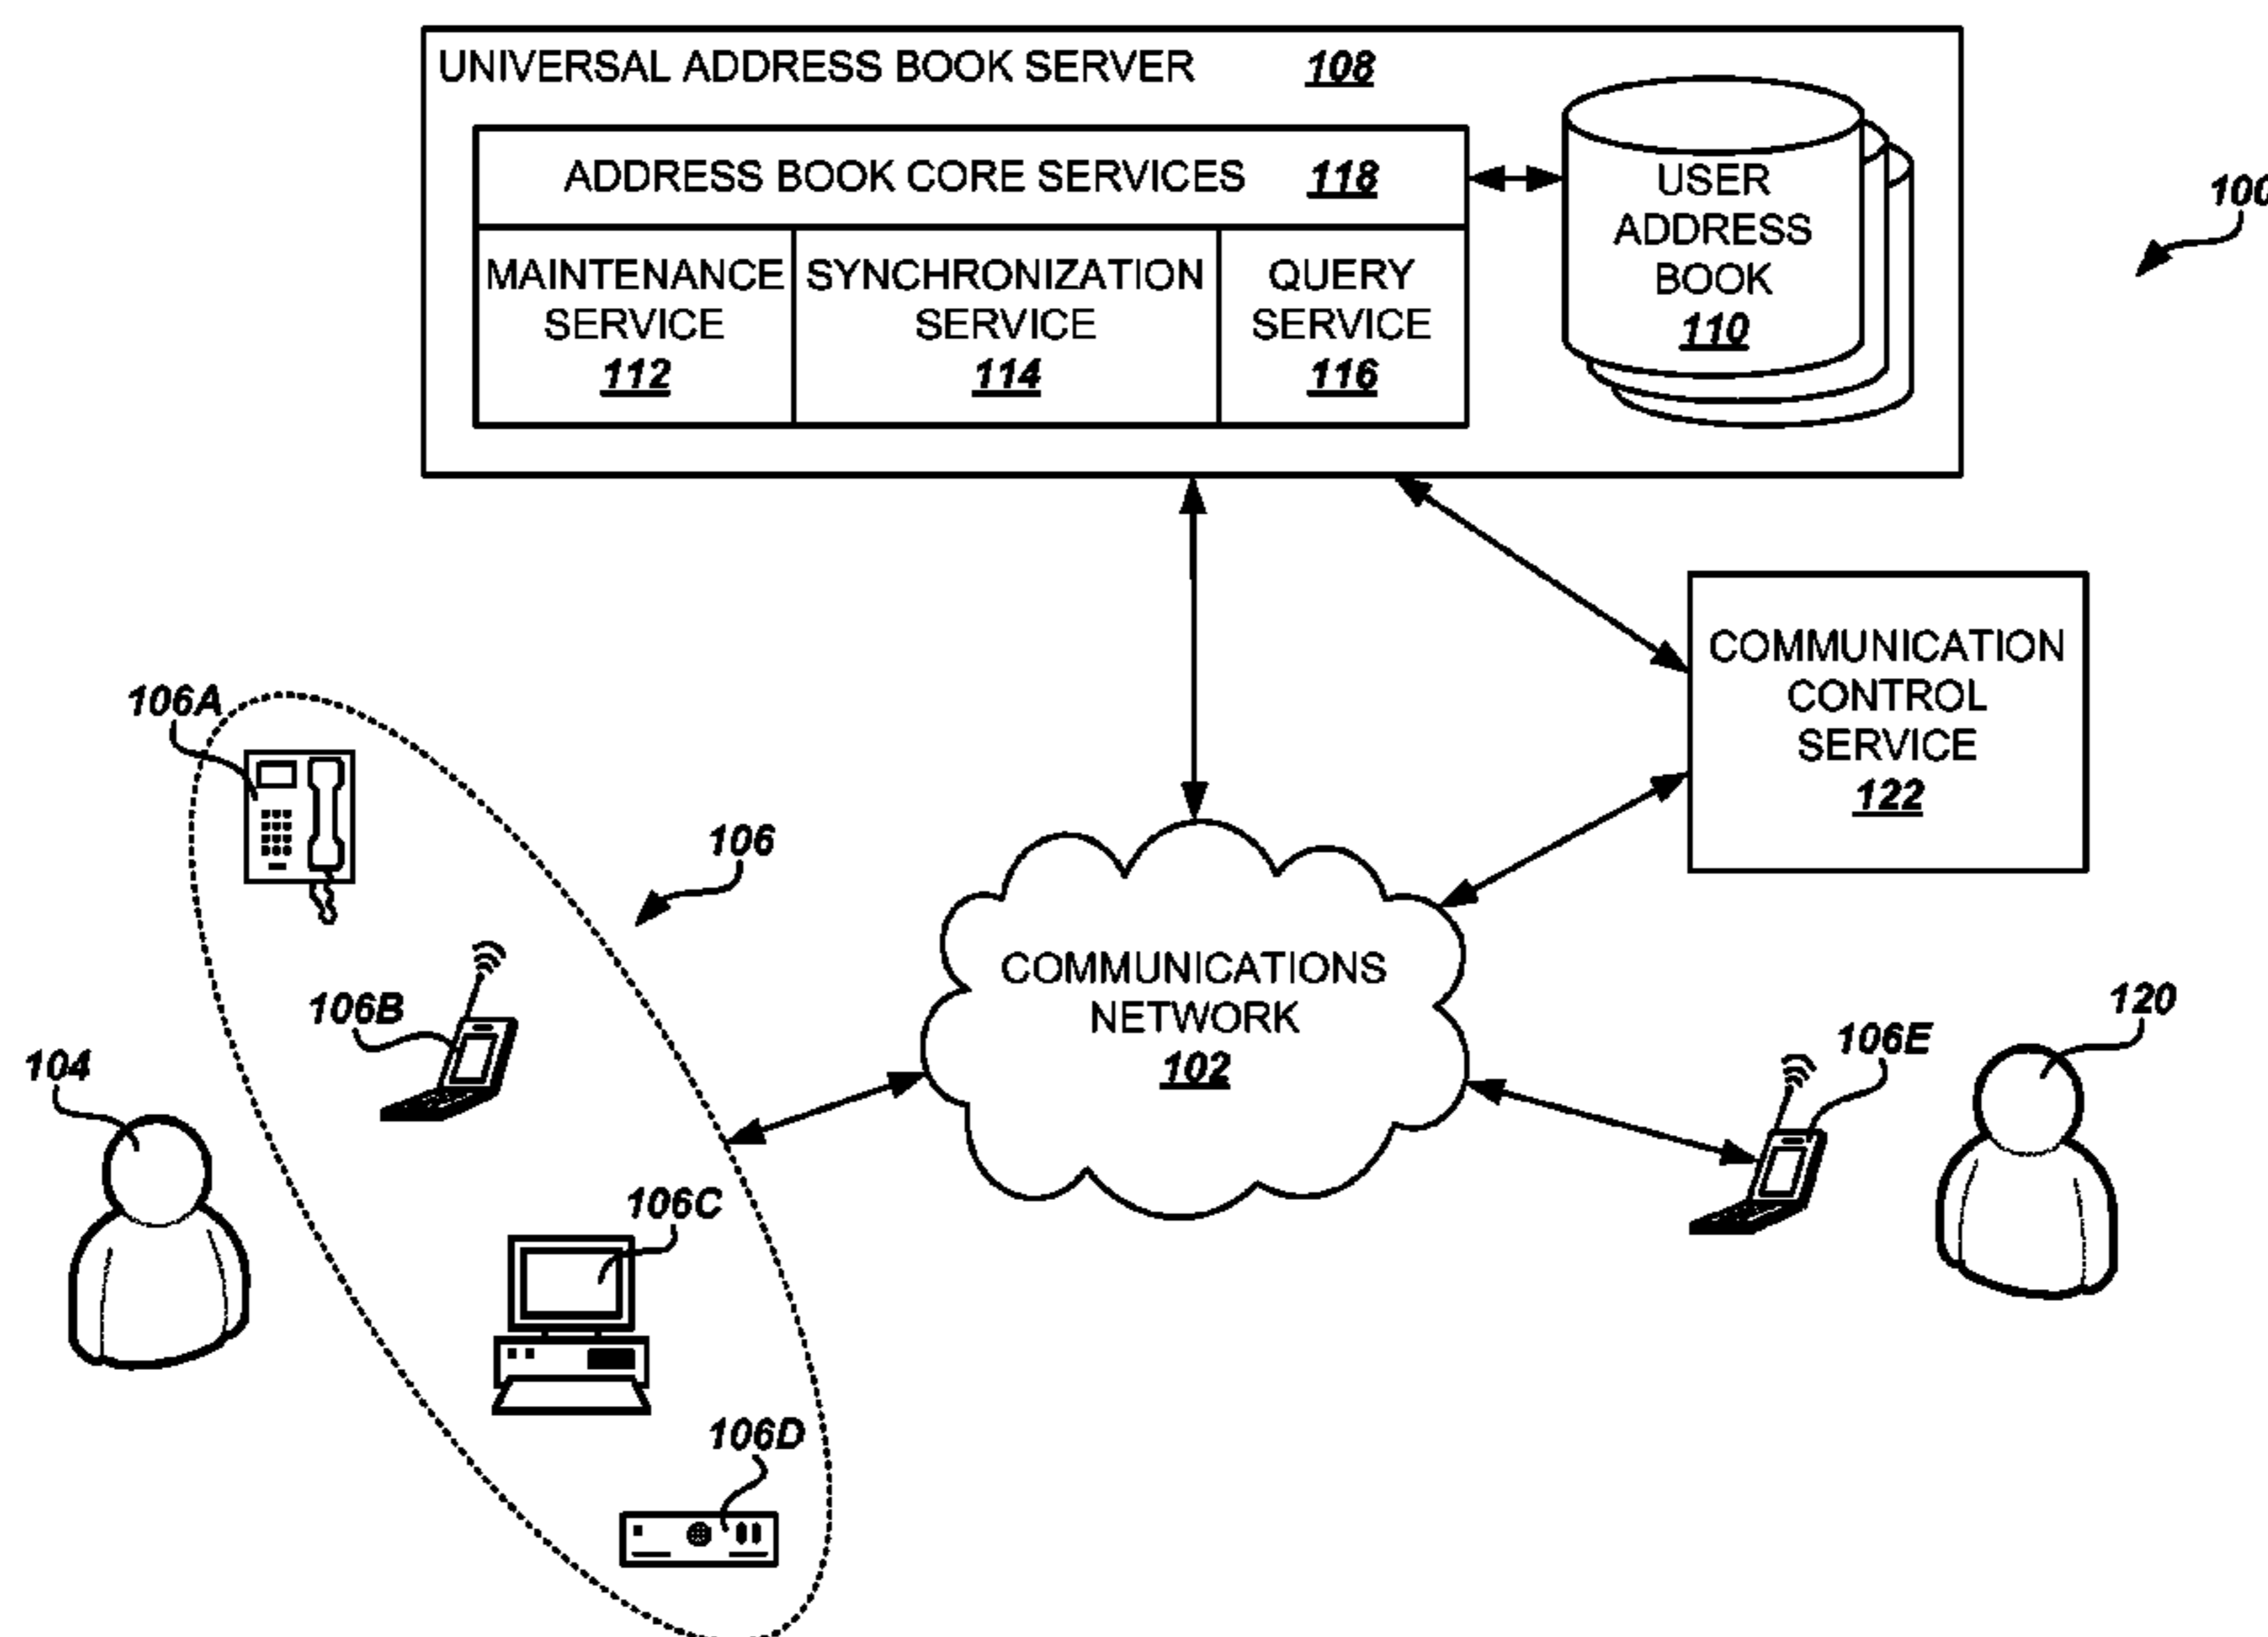 UNIVERSAL ADDRESS BOOK SERVER 108
ADDRESS BOOK CORE SERVICES 118
MAINTENANCE
SERVICE
112
SYNCHRONIZATION
SERVICE
114
QUERY
SERVICE
116
USER
ADDRESS
BOOK
110
100
COMMUNICATION
CONTROL
SERVICE
122
106A
106
106B
104
COMMUNICATIONS
NETWORK
102
106E
120
106C
106D